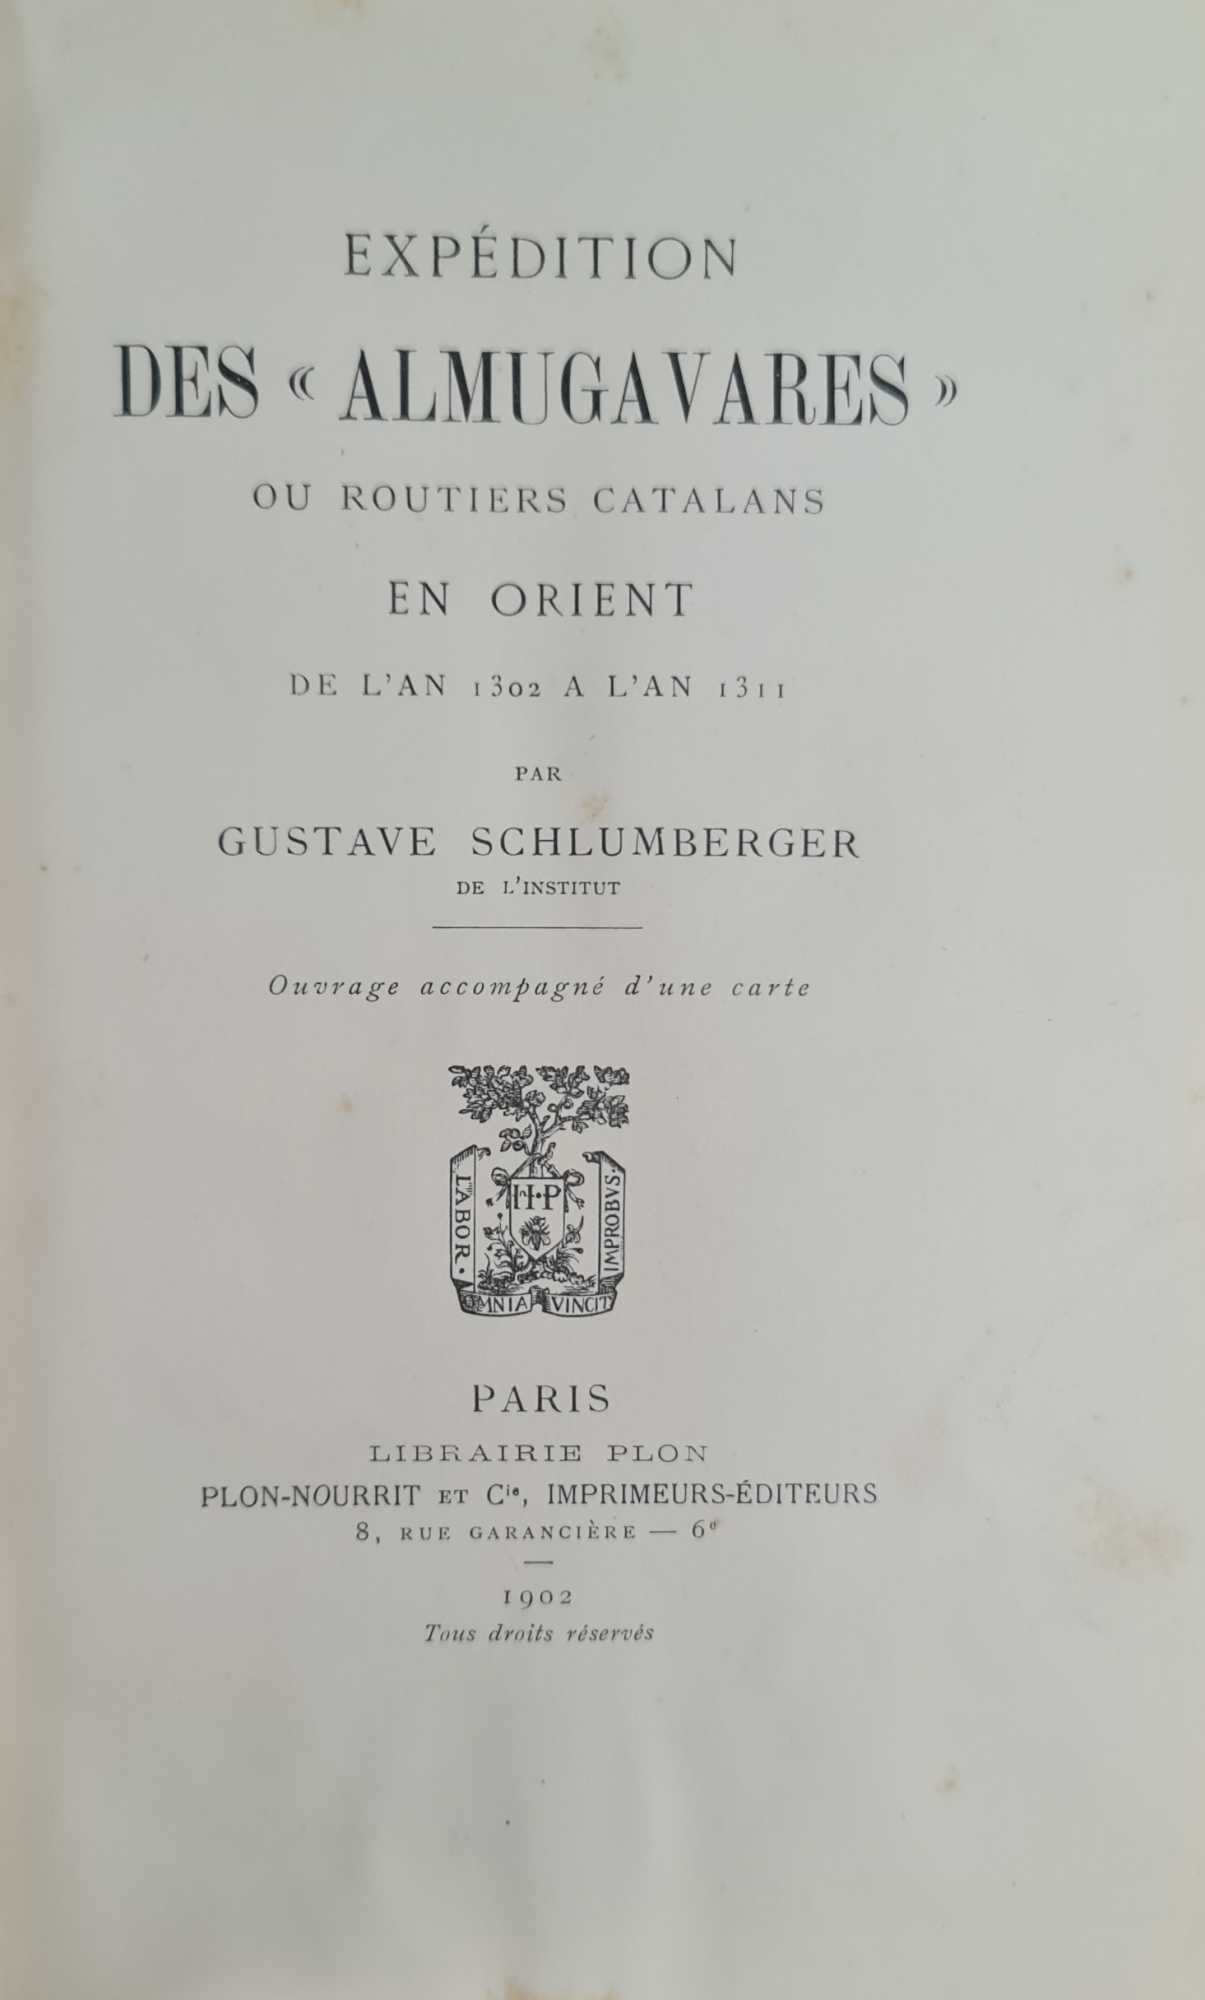 EXPÉDITION
DES « ALMUGAVARES »
OU ROUTIERS CATALANS
EN ORIENT
DE L'AN 1302 A L'AN 1311
PAR
GUSTAVE SCHLUMBERGER
DE L'INSTITUT
Ouvrage accompagné d'une carte
H·P
LABOR·
IMPROBVS·
OMNIA VINCIT
PARIS
LIBRAIRIE PLON
PLON-NOURRIT ET Cie, IMPRIMEURS-ÉDITEURS
8, RUE GARANCIÈRE — 6e
1902
Tous droits réservés